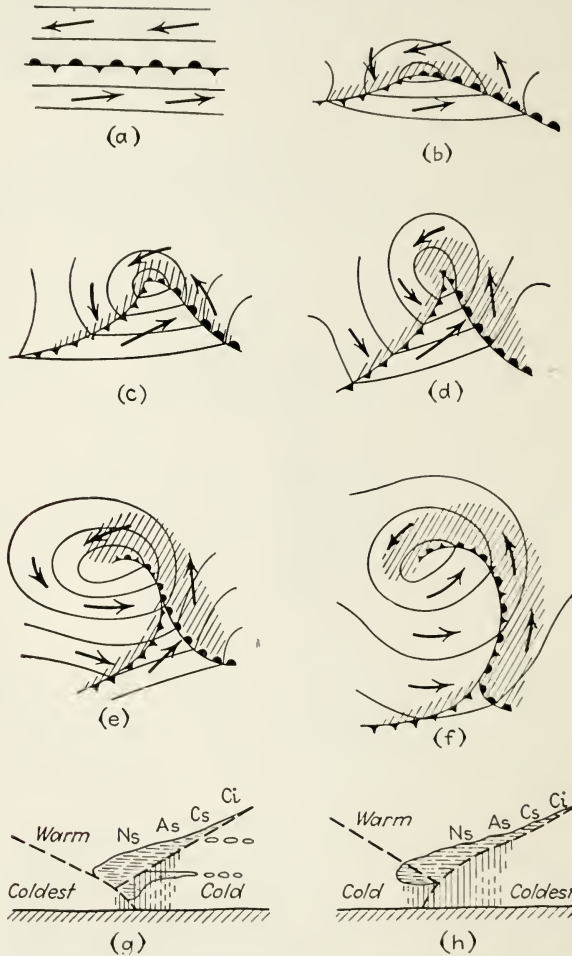 (a)
(b)
(c)
(d)
(e)
(f)
Warm Ns As Cs Ci
Coldest Cold
(g)
Warm Ns As Cs Ci
Cold Coldest
(h)